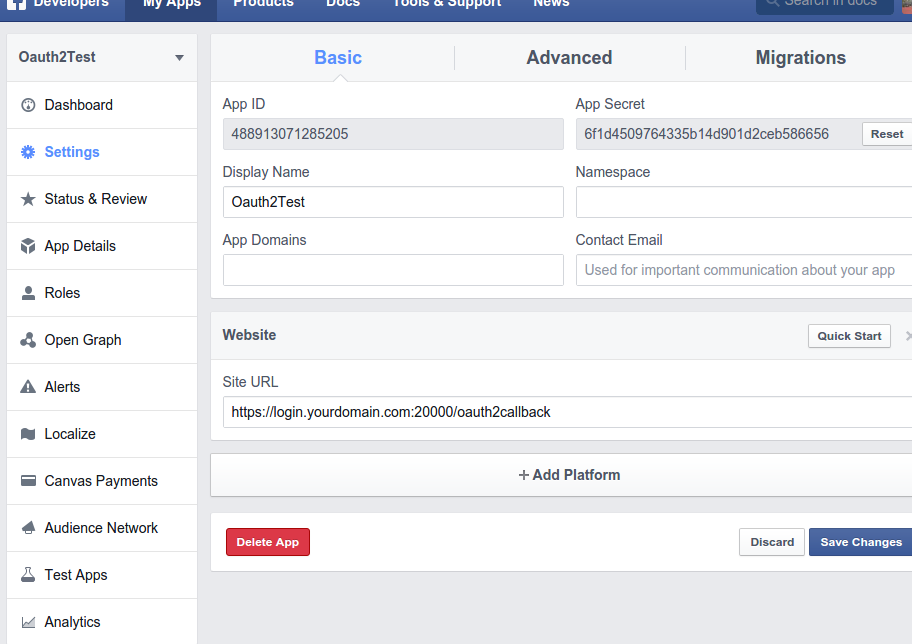 Developers My Apps Products Docs Tools & Support News Search in docs
Oauth2Test
Dashboard
Settings
Status & Review
App Details
Roles
Open Graph
Alerts
Localize
Canvas Payments
Audience Network
Test Apps
Analytics
Basic Advanced Migrations
App ID App Secret
488913071285205 6f1d4509764335b14d901d2ceb586656 Reset
Display Name Namespace
Oauth2Test
App Domains Contact Email
Used for important communication about your app
Website Quick Start
Site URL
https://login.yourdomain.com:20000/oauth2callback
+ Add Platform
Delete App Discard Save Changes